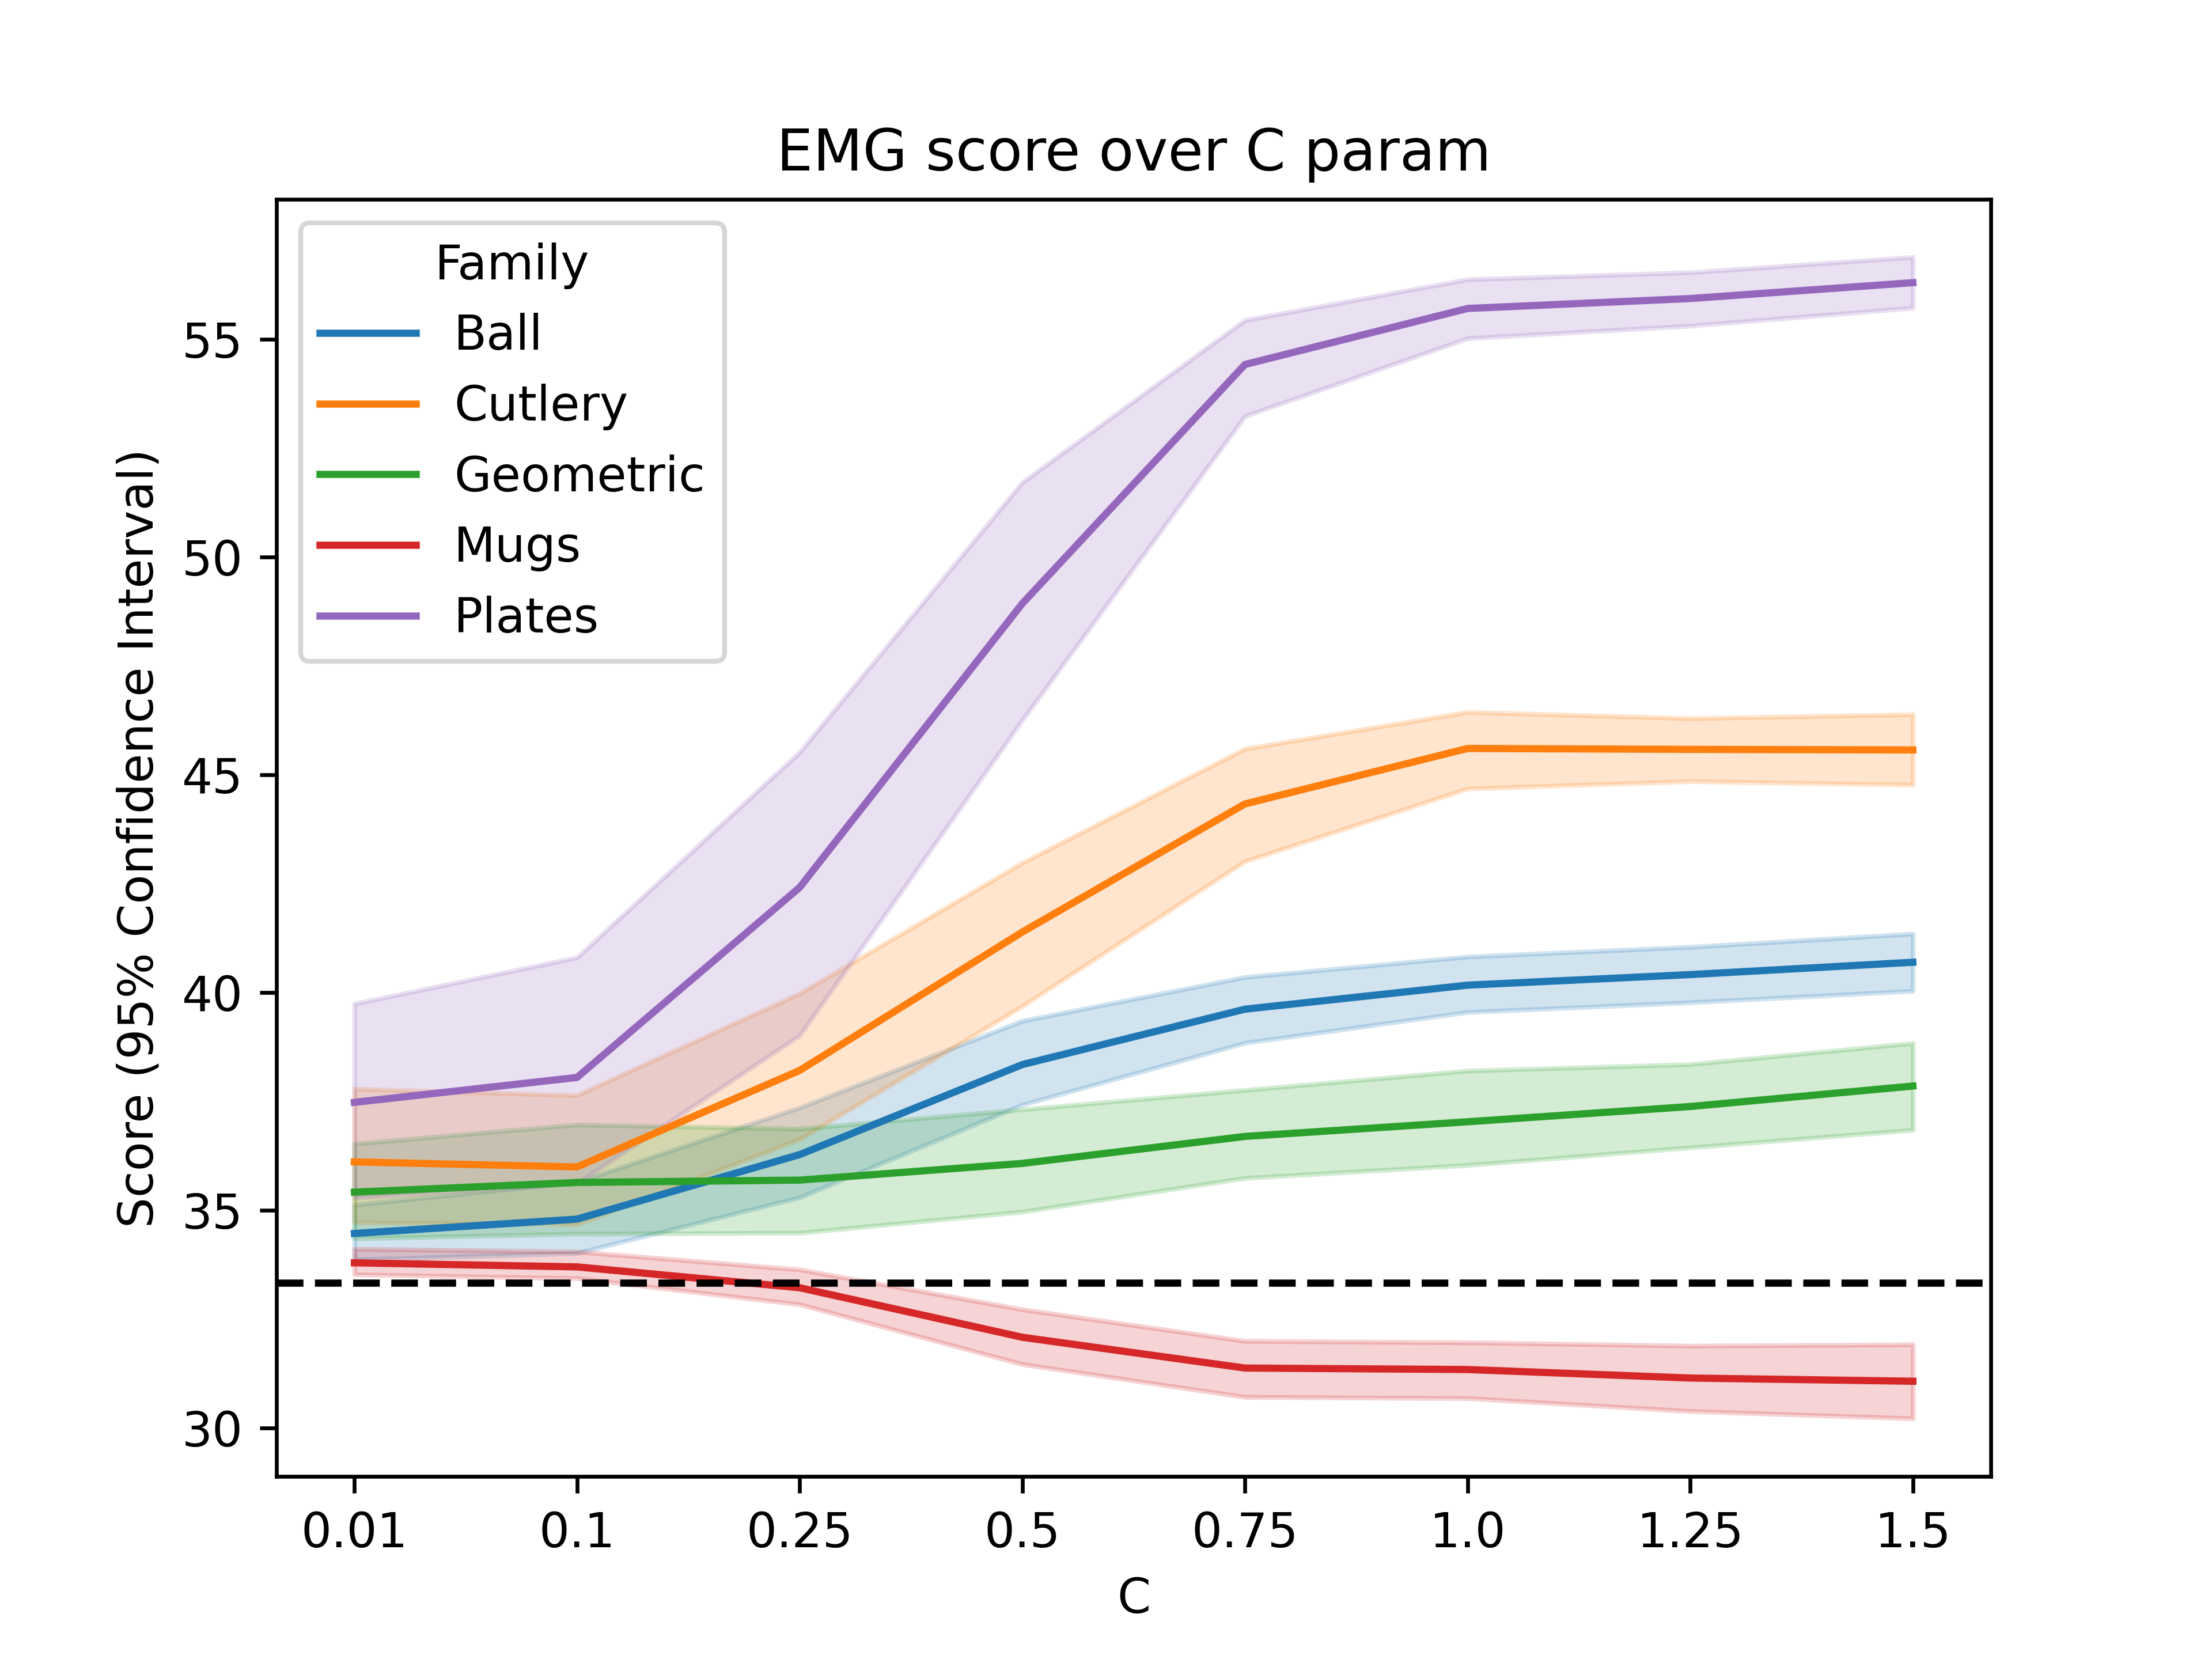 EMG score over C param
Family
Ball
Cutlery
Geometric
Mugs
Plates
Score (95% Confidence Interval)
55
50
45
40
35
30
0.01 0.1 0.25 0.5 0.75 1.0 1.25 1.5
C